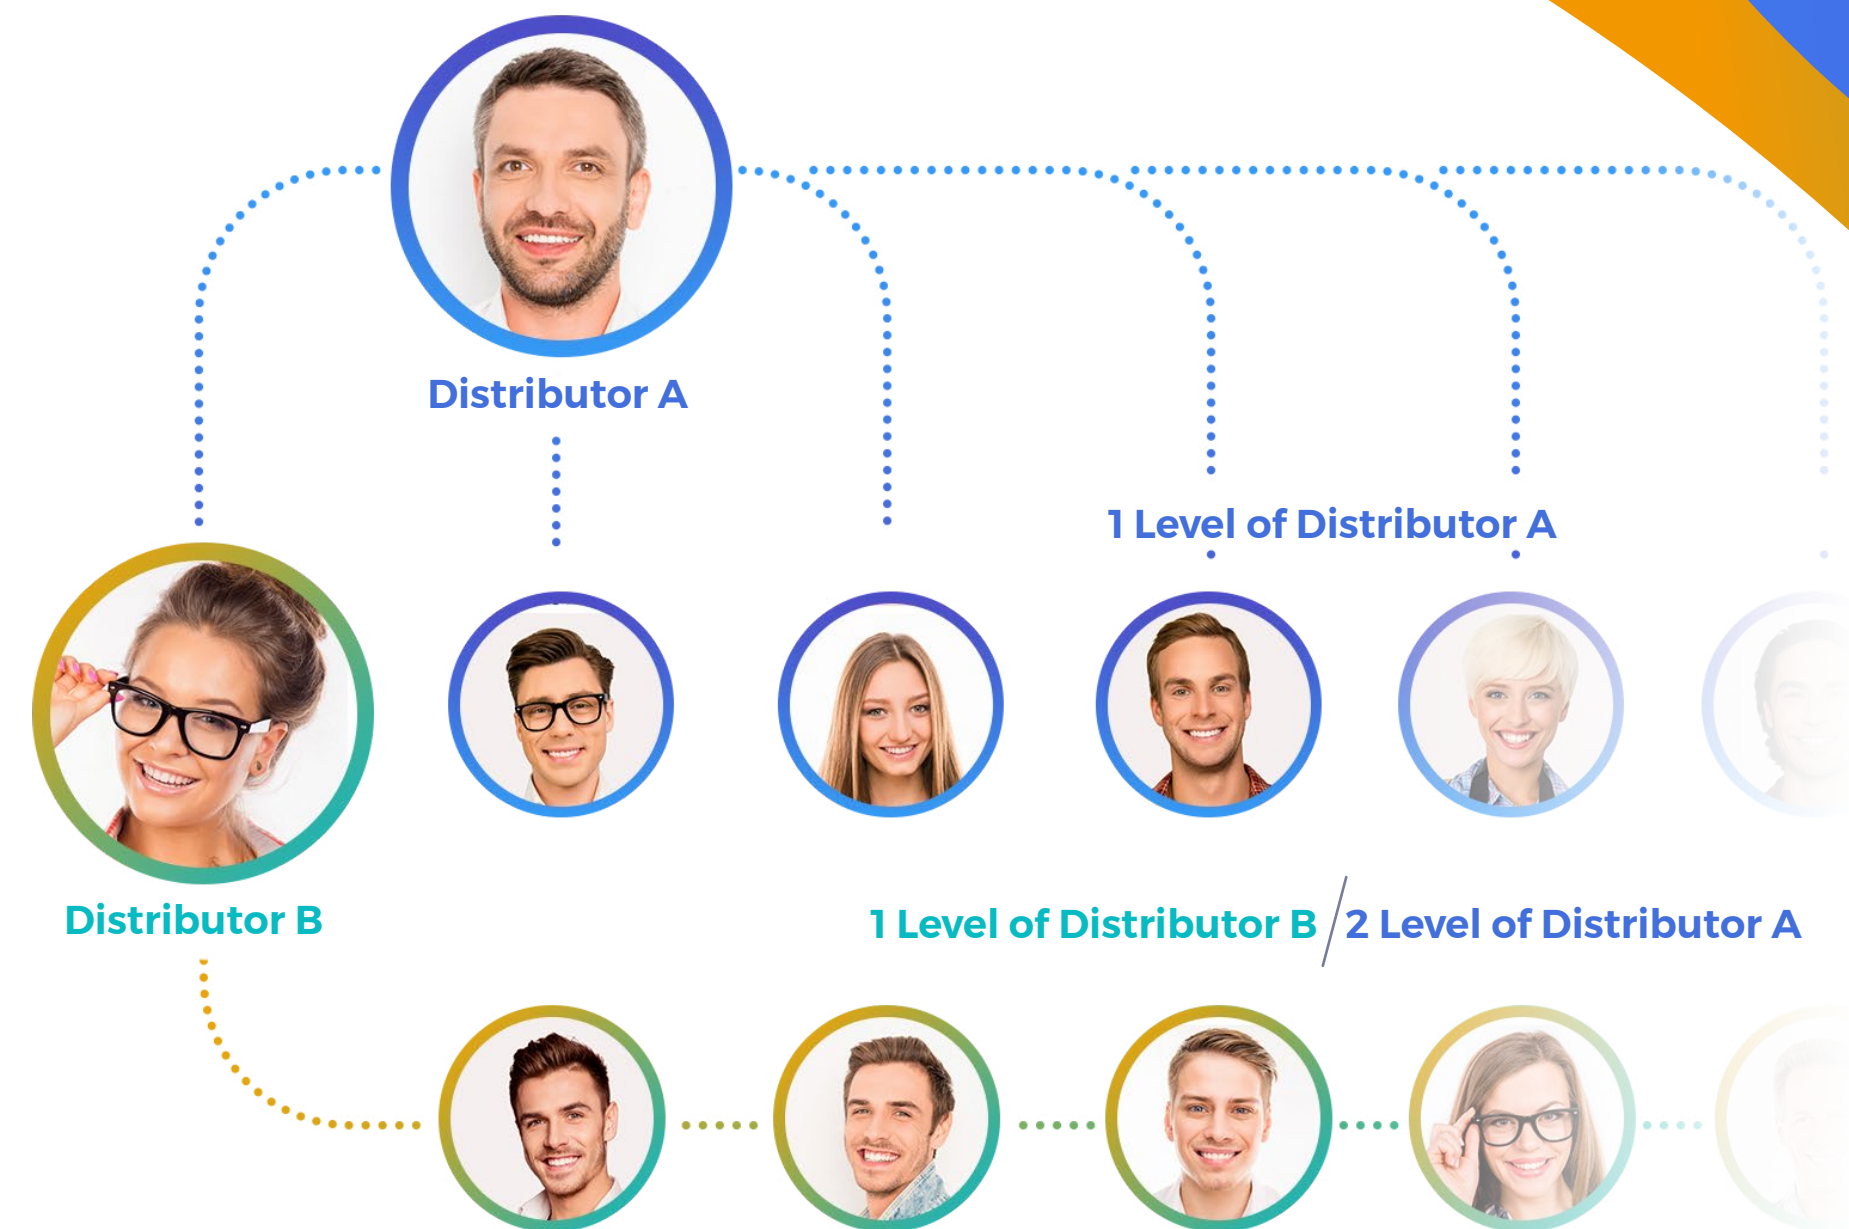 Distributor A
1 Level of Distributor A
Distributor B
1 Level of Distributor B / 2 Level of Distributor A